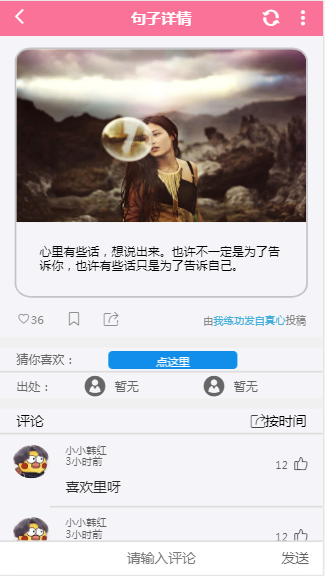 句子详情
心里有些话，想说出来。也许不一定是为了告
诉你，也许有些话只是为了告诉自己。
36
由我练功发自真心投稿
猜你喜欢：
点这里
出处：
暂无
暂无
评论
按时间
小小韩红
3小时前
12
喜欢里呀
小小韩红
3小时前
12
请输入评论
发送